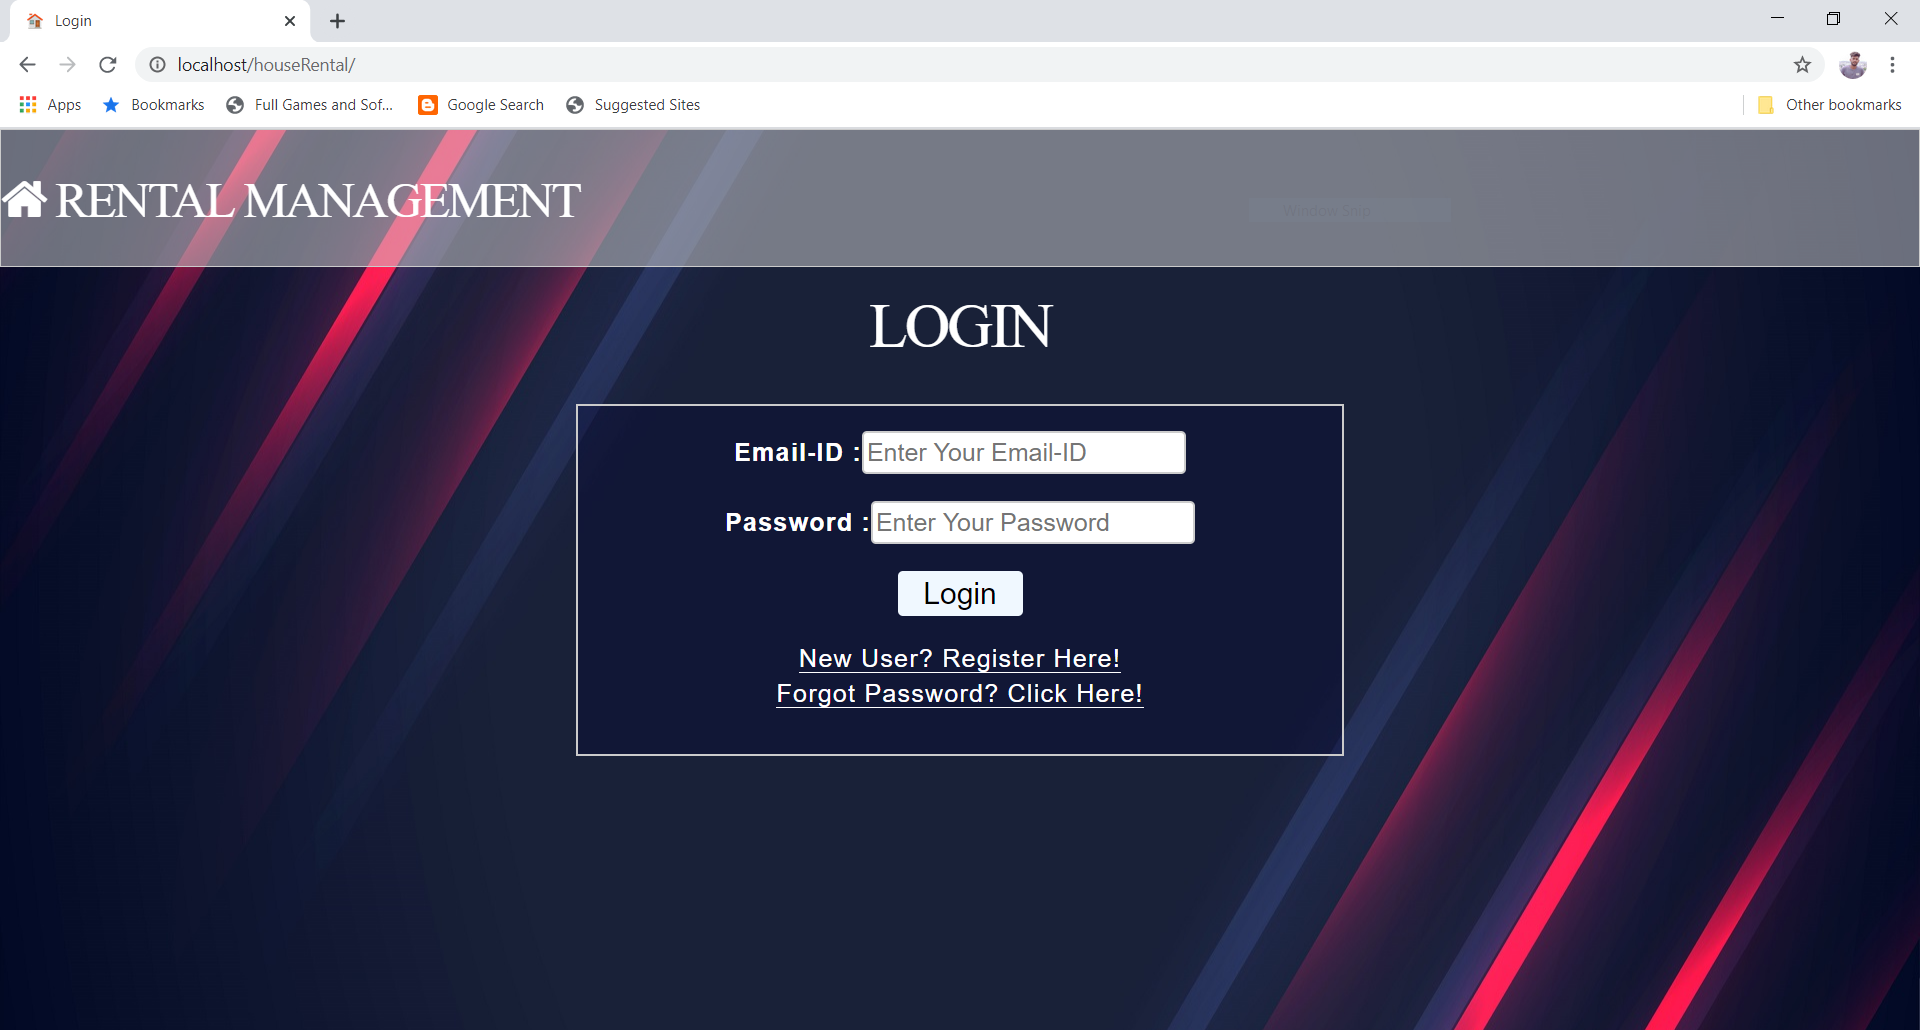 Login
localhost/houseRental/
Apps Bookmarks Full Games and Sof... Google Search Suggested Sites Other bookmarks
RENTAL MANAGEMENT
Window Snip
LOGIN
Email-ID : Enter Your Email-ID
Password : Enter Your Password
Login
New User? Register Here!
Forgot Password? Click Here!